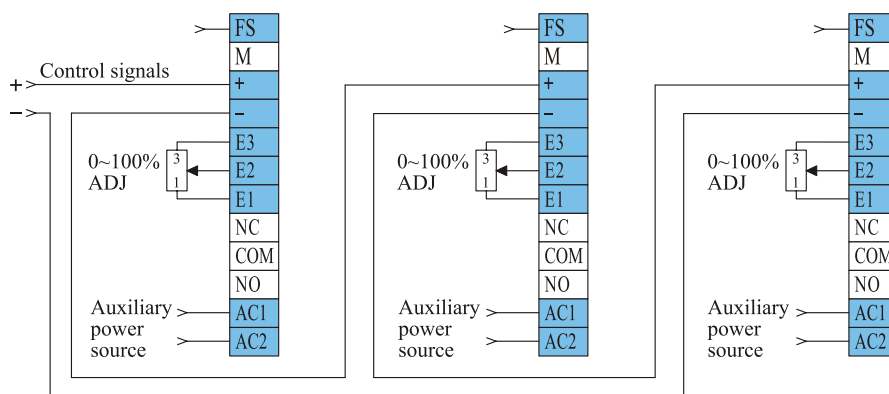 FS
M
+ Control signals +
− −
E3
0~100% 3 E2
ADJ 1
E1
NC
COM
NO
Auxiliary AC1
power
source AC2
FS
M
+
−
E3
0~100% 3 E2
ADJ 1
E1
NC
COM
NO
Auxiliary AC1
power
source AC2
FS
M
+
−
E3
0~100% 3 E2
ADJ 1
E1
NC
COM
NO
Auxiliary AC1
power
source AC2